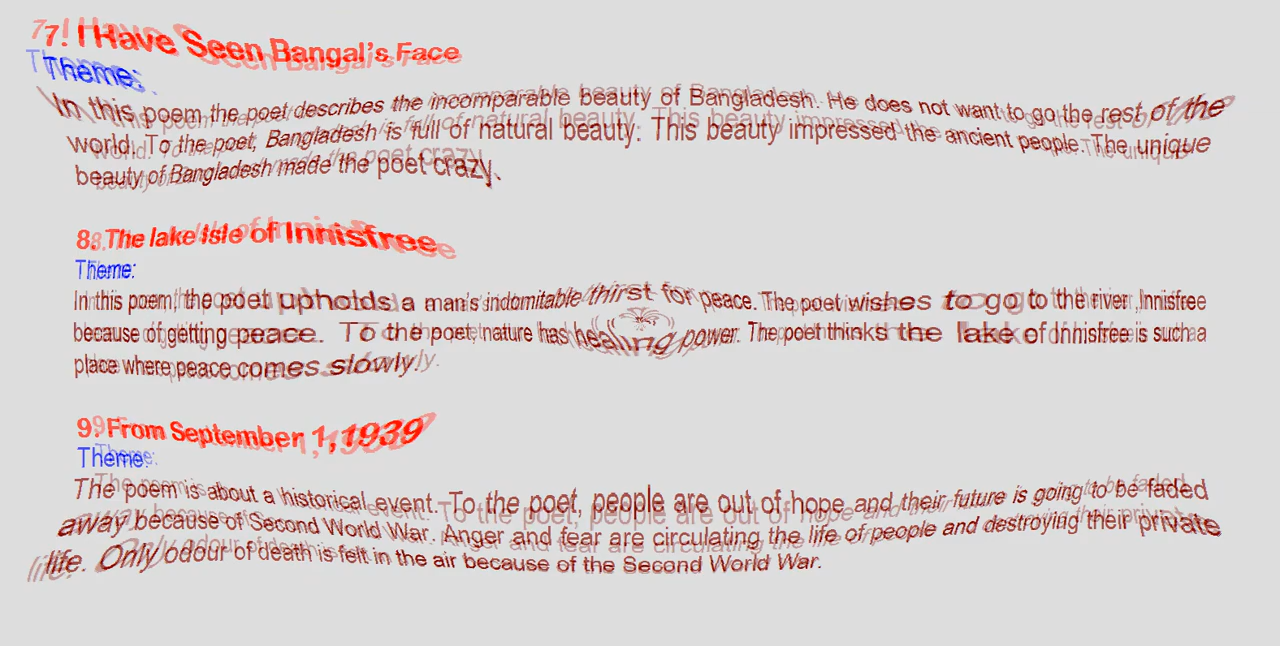 7. I Have Seen Bangal's Face
Theme:
In this poem the poet describes the incomparable beauty of Bangladesh. He does not want to go the rest of the
world. To the poet, Bangladesh is full of natural beauty. This beauty impressed the ancient people. The unique
beauty of Bangladesh made the poet crazy.
8. The lake Isle of Innisfree
Theme:
In this poem, the poet upholds a man's indomitable thirst for peace. The poet wishes to go to the river ,Innisfree
because of getting peace. To the poet, nature has healing power. The poet thinks the lake of Innisfree is such a
place where peace comes slowly.
9. From September 1, 1939
Theme:
The poem is about a historical event. To the poet, people are out of hope and their future is going to be faded
away because of Second World War. Anger and fear are circulating the life of people and destroying their private
life. Only odour of death is felt in the air because of the Second World War.